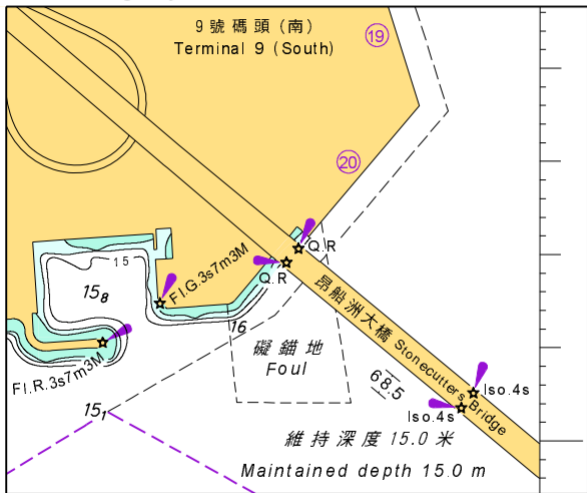 9 號碼頭 (南)
Terminal 9 (South)
19
20
Q.R
Q.R
Fl.G.3s7m3M
15
15₈
16
Fl.R.3s7m3M
礙錨地
Foul
昂船洲大橋 Stonecutters Bridge
68.5
Iso.4s
Iso.4s
15₁
維持深度 15.0 米
Maintained depth 15.0 m